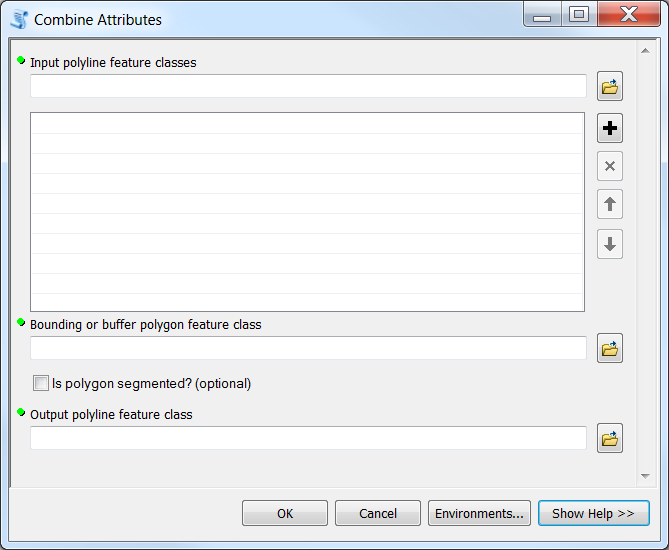 Combine Attributes
Input polyline feature classes
Bounding or buffer polygon feature class
Is polygon segmented? (optional)
Output polyline feature class
OK
Cancel
Environments...
Show Help >>